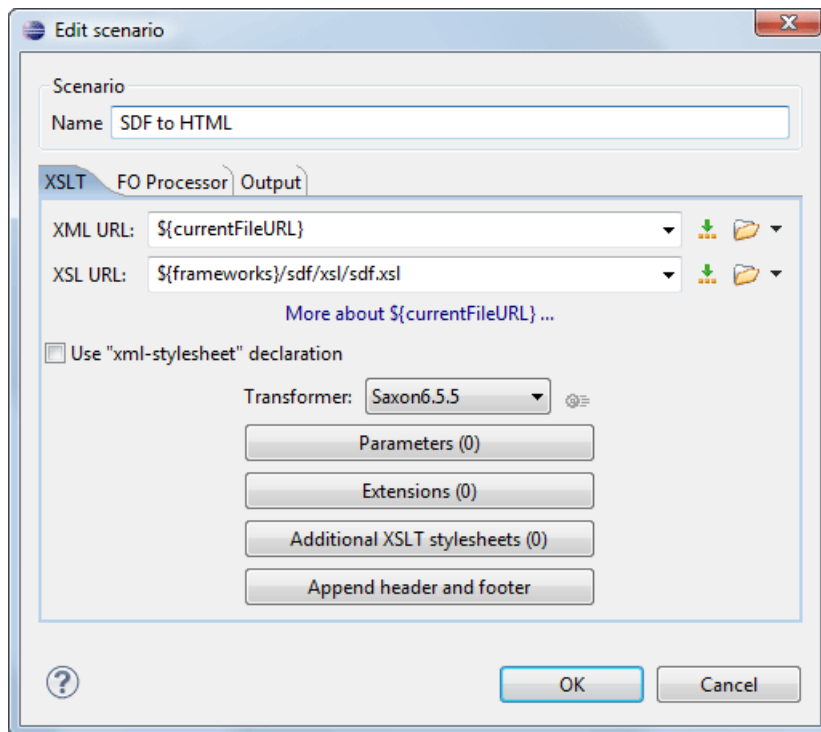 Edit scenario
Scenario
Name SDF to HTML
XSLT FO Processor Output
XML URL: ${currentFileURL}
XSL URL: ${frameworks}/sdf/xsl/sdf.xsl
More about ${currentFileURL} ...
Use "xml-stylesheet" declaration
Transformer: Saxon6.5.5
Parameters (0)
Extensions (0)
Additional XSLT stylesheets (0)
Append header and footer
? OK Cancel